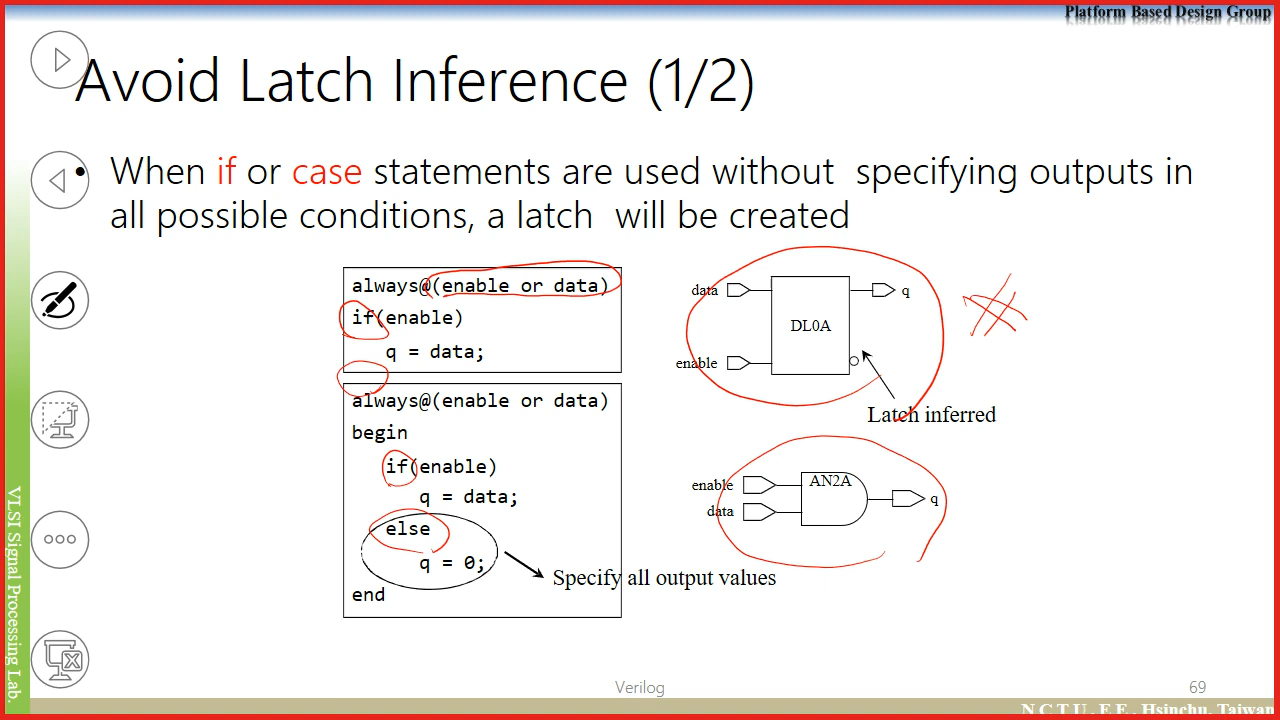 Platform Based Design Group
Avoid Latch Inference (1/2)
When if or case statements are used without specifying outputs in
all possible conditions, a latch will be created
always@(enable or data)
if(enable)
q = data;
data
enable
DL0A
q
Latch inferred
always@(enable or data)
begin
if(enable)
q = data;
else
q = 0;
end
Specify all output values
enable
data
AN2A
q
VLSI Signal Processing Lab.
Verilog
69
N C T U . E E . Hsinchu, Taiwan